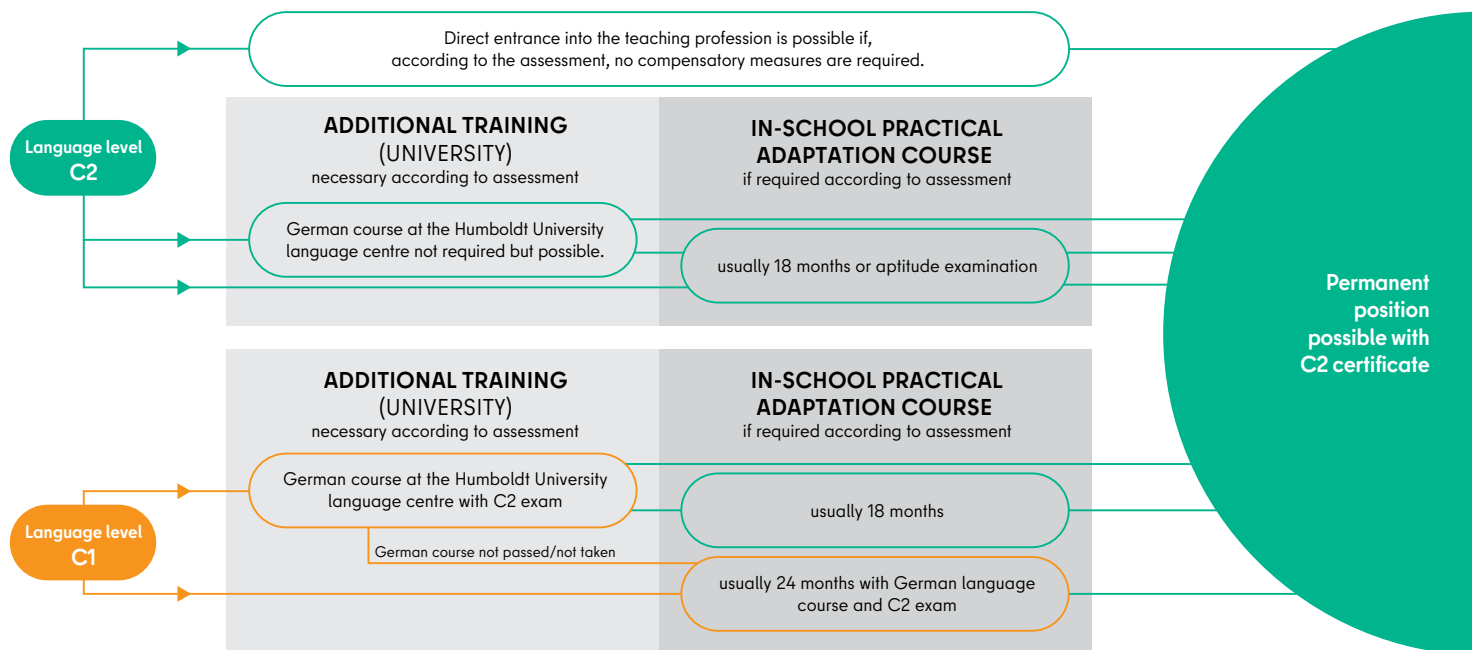 Direct entrance into the teaching profession is possible if,
according to the assessment, no compensatory measures are required.
Language level
C2
ADDITIONAL TRAINING
(UNIVERSITY)
necessary according to assessment
IN-SCHOOL PRACTICAL
ADAPTATION COURSE
if required according to assessment
German course at the Humboldt University
language centre not required but possible.
usually 18 months or aptitude examination
Permanent
position
possible with
C2 certificate
ADDITIONAL TRAINING
(UNIVERSITY)
necessary according to assessment
IN-SCHOOL PRACTICAL
ADAPTATION COURSE
if required according to assessment
Language level
C1
German course at the Humboldt University
language centre with C2 exam
usually 18 months
German course not passed/not taken
usually 24 months with German language
course and C2 exam